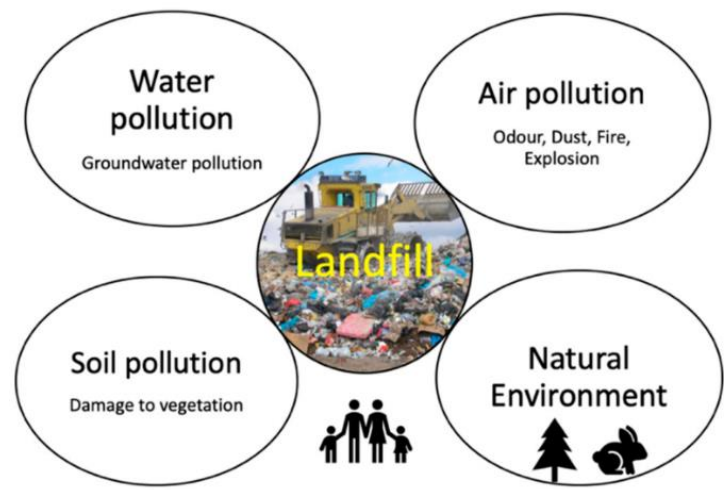 Water
pollution
Groundwater pollution
Air pollution
Odour, Dust, Fire,
Explosion
Landfill
Soil pollution
Damage to vegetation
Natural
Environment